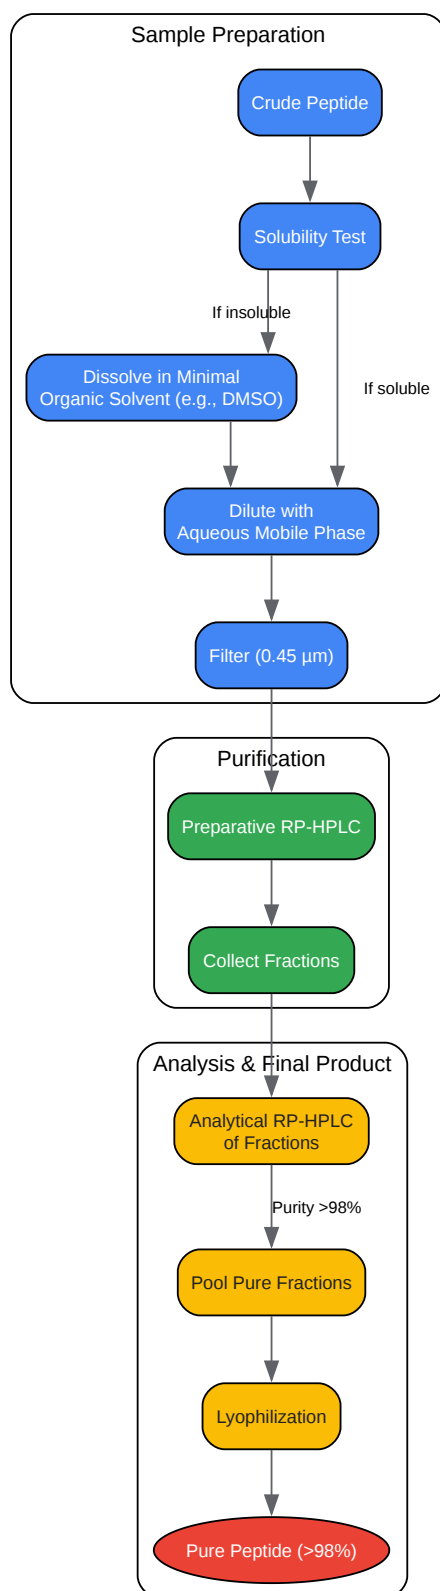 Sample Preparation
Crude Peptide
Solubility Test
If insoluble
Dissolve in Minimal
Organic Solvent (e.g., DMSO)
If soluble
Dilute with
Aqueous Mobile Phase
Filter (0.45 µm)
Purification
Preparative RP-HPLC
Collect Fractions
Analysis & Final Product
Analytical RP-HPLC
of Fractions
Purity >98%
Pool Pure Fractions
Lyophilization
Pure Peptide (>98%)